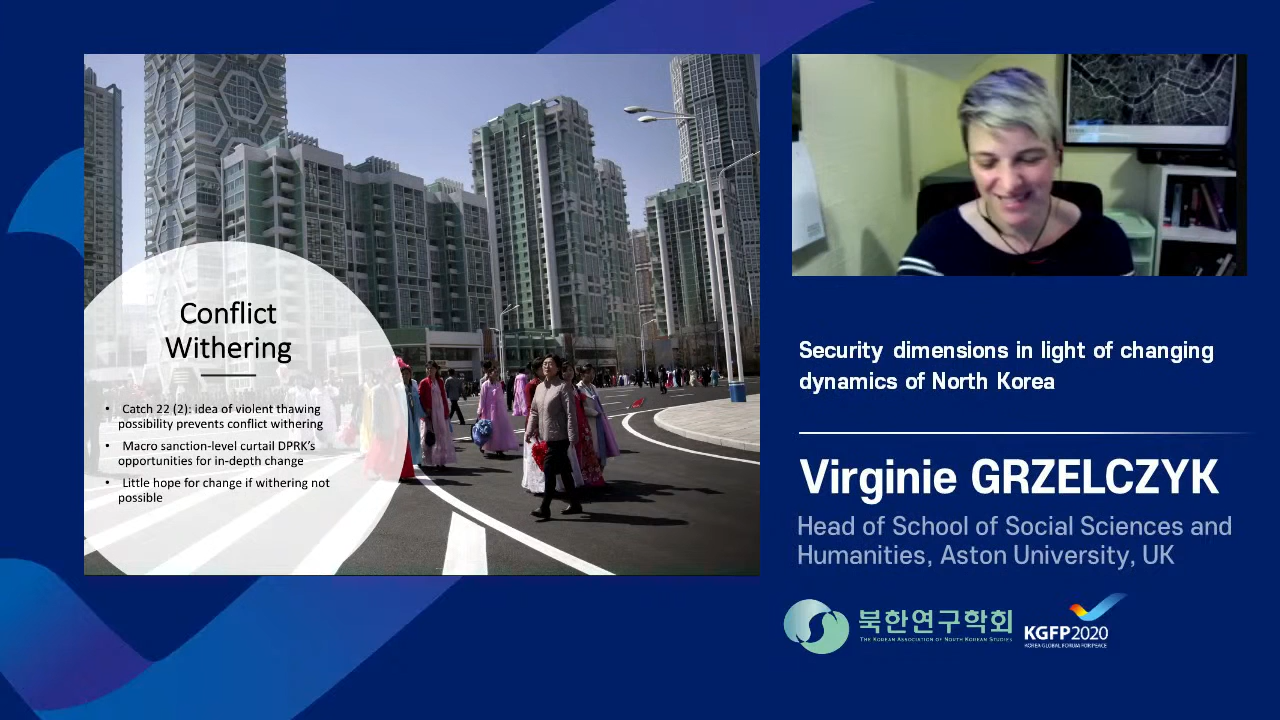 Conflict
Withering
• Catch 22 (2): idea of violent thawing
possibility prevents conflict withering
• Macro sanction-level curtail DPRK’s
opportunities for in-depth change
• Little hope for change if withering not
possible
Security dimensions in light of changing
dynamics of North Korea
Virginie GRZELCZYK
Head of School of Social Sciences and
Humanities, Aston University, UK
북한연구학회
THE KOREAN ASSOCIATION OF NORTH KOREAN STUDIES
KGFP2020
KOREA GLOBAL FORUM FOR PEACE